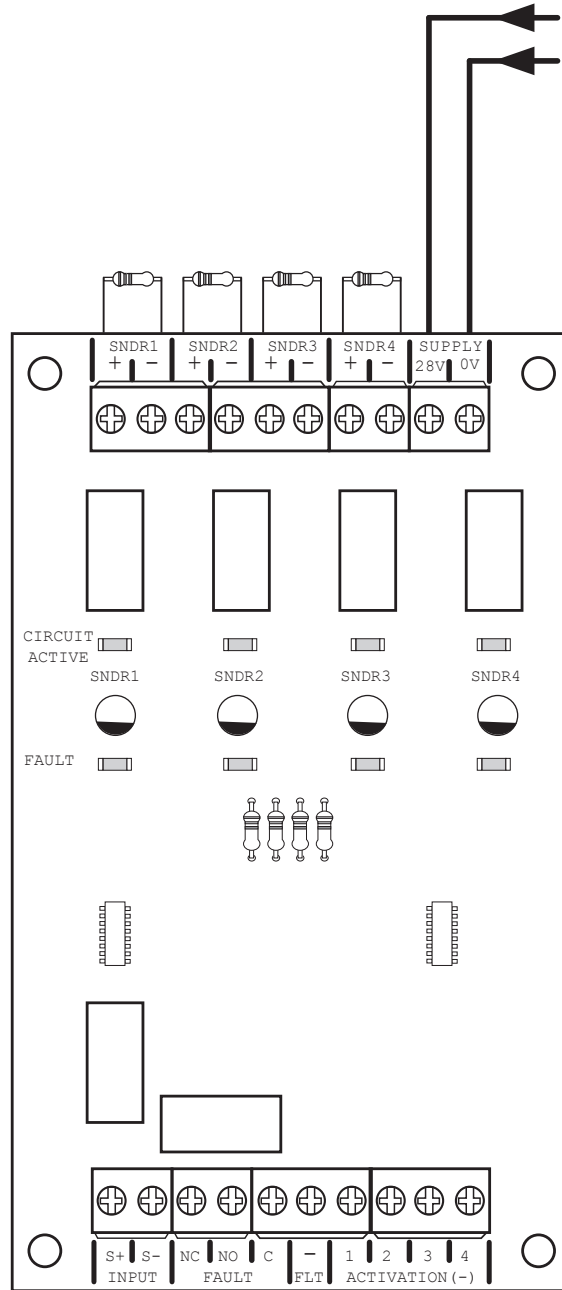 SNDR1 SNDR2 SNDR3 SNDR4 SUPPLY
+ - + - + - + - 28V 0V
CIRCUIT
ACTIVE
SNDR1 SNDR2 SNDR3 SNDR4
FAULT
S+ S- NC NO C - 1 2 3 4
INPUT FAULT FLT ACTIVATION(-)